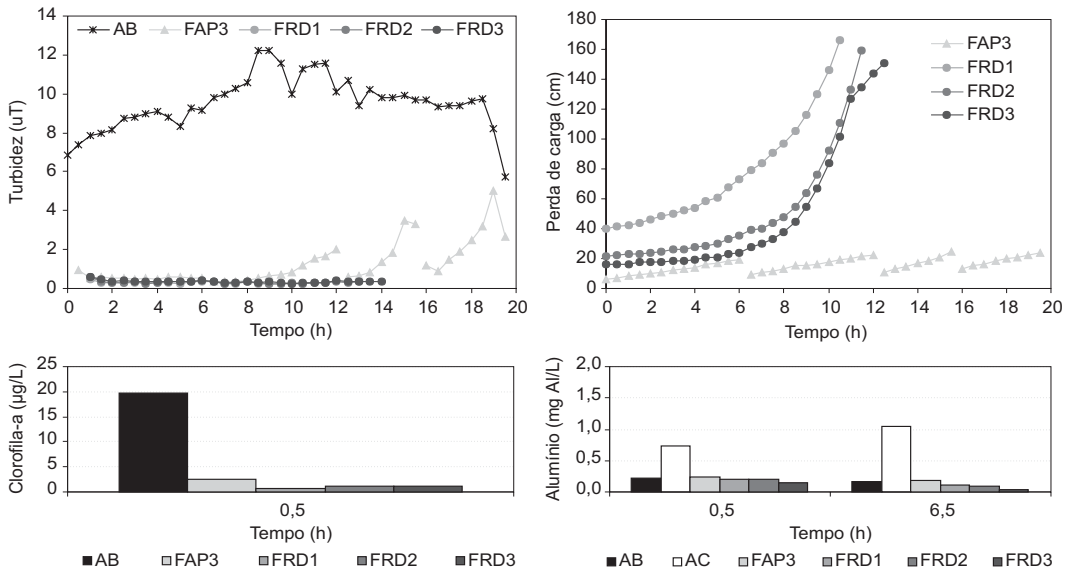 14
12
10
8
6
4
2
0
Turbidez (uT)
AB FAP3 FRD1 FRD2 FRD3
0 2 4 6 8 10 12 14 16 18 20
Tempo (h)
180
160
140
120
100
80
60
40
20
0
Perda de carga (cm)
FAP3
FRD1
FRD2
FRD3
0 2 4 6 8 10 12 14 16 18 20
Tempo (h)
25
20
15
10
5
0
Clorofila-a (µg/L)
0,5
Tempo (h)
AB FAP3 FRD1 FRD2 FRD3
2,0
1,5
1,0
0,5
0,0
Alumínio (mg Al/L)
0,5 6,5
Tempo (h)
AB AC FAP3 FRD1 FRD2 FRD3